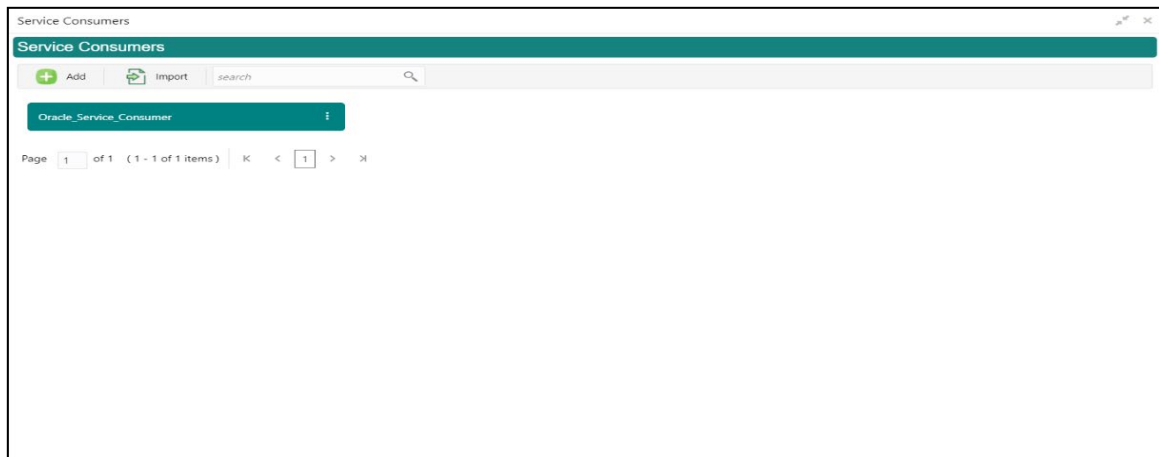 Service Consumers
Service Consumers
Add Import search
Oracle_Service_Consumer
Page 1 of 1 (1 - 1 of 1 items) K < 1 > >|